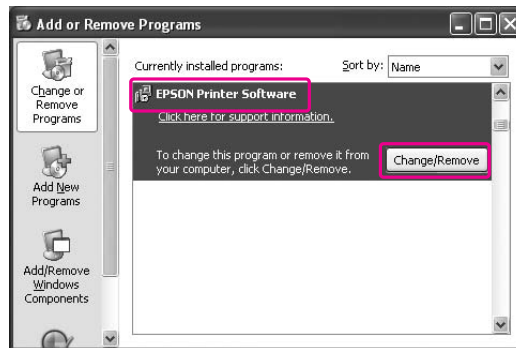 Add or Remove Programs
Change or
Remove
Programs
Add New
Programs
Add/Remove
Windows
Components
Currently installed programs:
Sort by:
Name
EPSON Printer Software
Click here for support information.
To change this program or remove it from
your computer, click Change/Remove.
Change/Remove